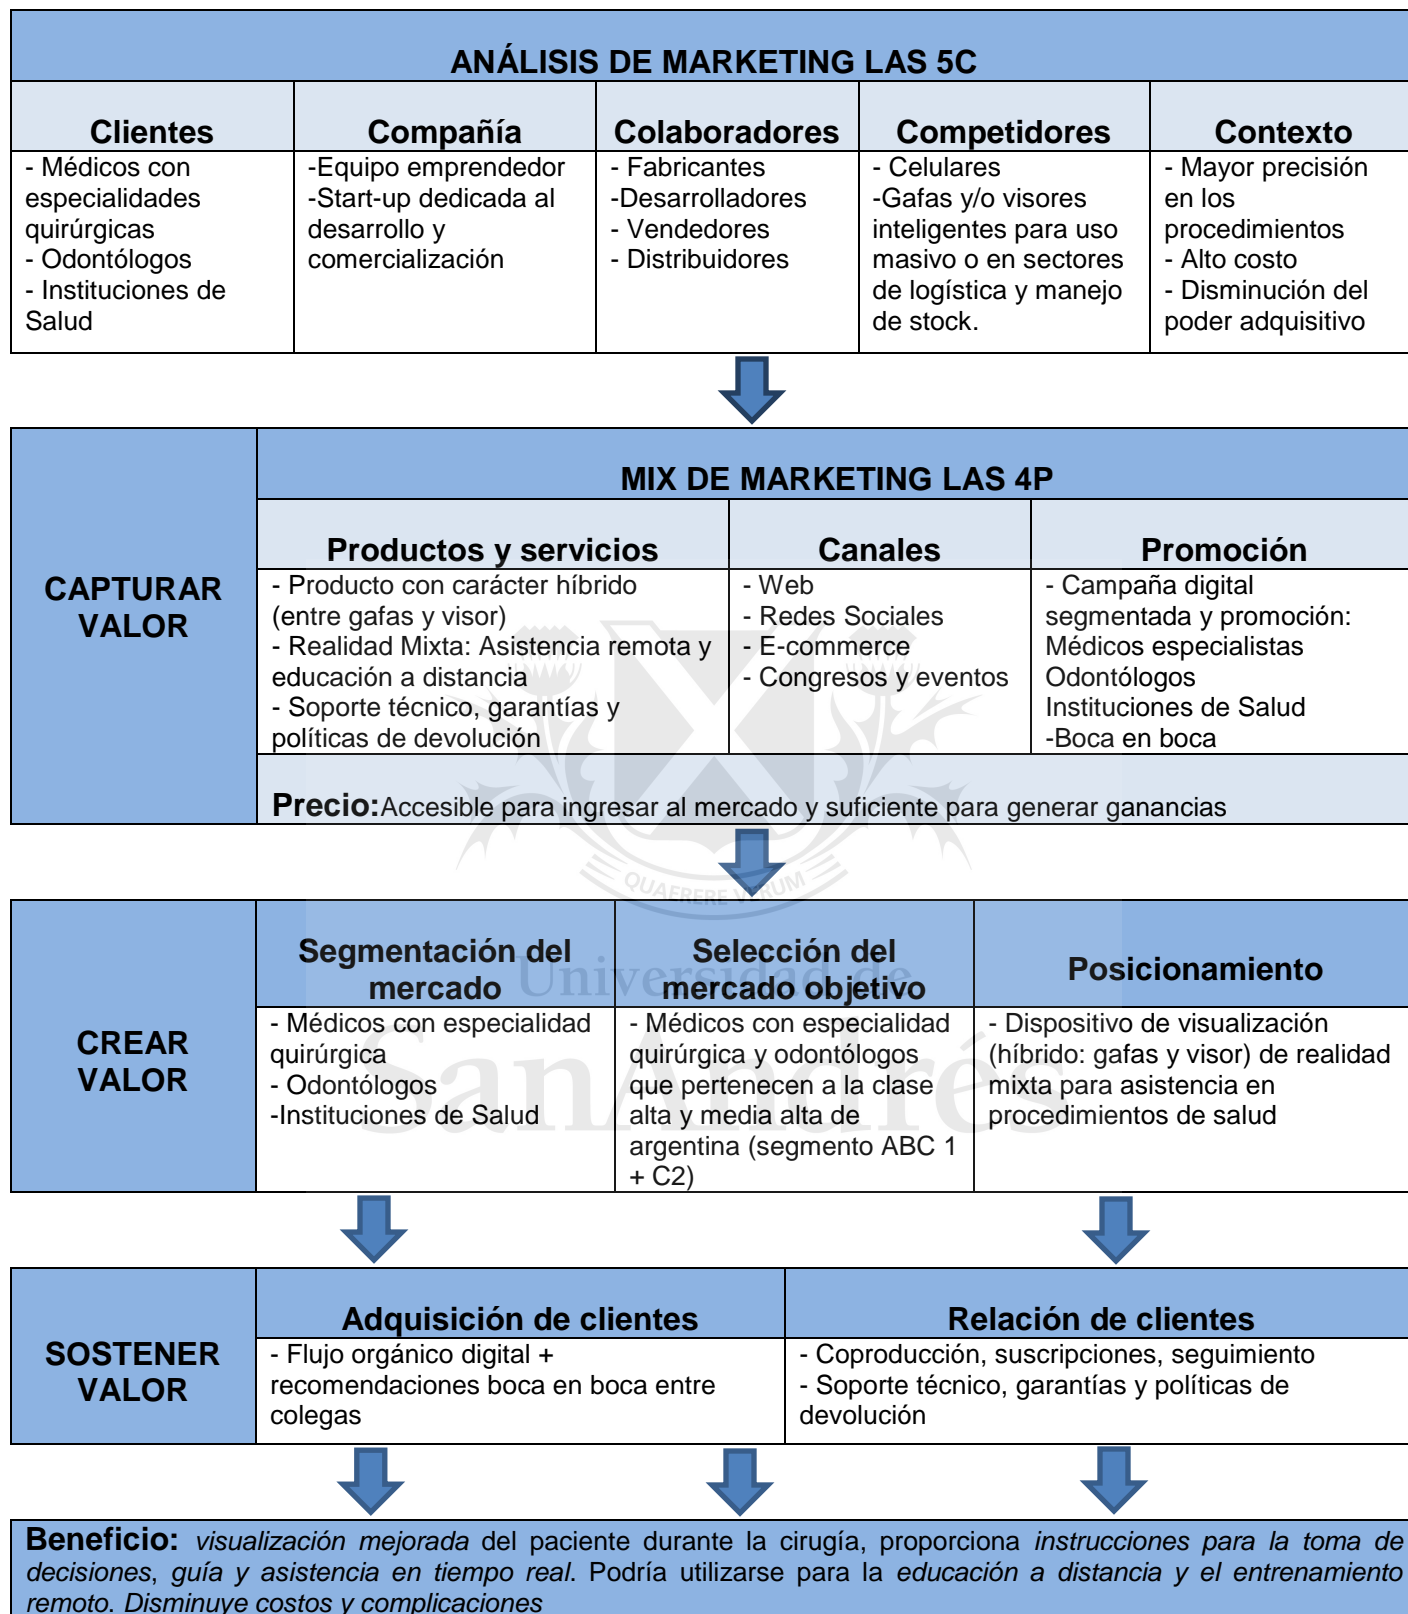 ANÁLISIS DE MARKETING LAS 5C
Clientes
- Médicos con
especialidades
quirúrgicas
- Odontólogos
- Instituciones de
Salud
Compañía
-Equipo emprendedor
-Start-up dedicada al
desarrollo y
comercialización
Colaboradores
- Fabricantes
-Desarrolladores
- Vendedores
- Distribuidores
Competidores
- Celulares
-Gafas y/o visores
inteligentes para uso
masivo o en sectores
de logística y manejo
de stock.
Contexto
- Mayor precisión
en los
procedimientos
- Alto costo
- Disminución del
poder adquisitivo
CAPTURAR
VALOR
MIX DE MARKETING LAS 4P
Productos y servicios
- Producto con carácter híbrido
(entre gafas y visor)
- Realidad Mixta: Asistencia remota y
educación a distancia
- Soporte técnico, garantías y
políticas de devolución
Canales
- Web
- Redes Sociales
- E-commerce
- Congresos y eventos
Promoción
- Campaña digital
segmentada y promoción:
Médicos especialistas
Odontólogos
Instituciones de Salud
-Boca en boca
Precio:Accesible para ingresar al mercado y suficiente para generar ganancias
QUAERERE VERUM
Universidad de
SanAndrés
CREAR
VALOR
Segmentación del
mercado
- Médicos con especialidad
quirúrgica
- Odontólogos
-Instituciones de Salud
Selección del
mercado objetivo
- Médicos con especialidad
quirúrgica y odontólogos
que pertenecen a la clase
alta y media alta de
argentina (segmento ABC 1
+ C2)
Posicionamiento
- Dispositivo de visualización
(híbrido: gafas y visor) de realidad
mixta para asistencia en
procedimientos de salud
SOSTENER
VALOR
Adquisición de clientes
- Flujo orgánico digital +
recomendaciones boca en boca entre
colegas
Relación de clientes
- Coproducción, suscripciones, seguimiento
- Soporte técnico, garantías y políticas de
devolución
Beneficio: visualización mejorada del paciente durante la cirugía, proporciona instrucciones para la toma de
decisiones, guía y asistencia en tiempo real. Podría utilizarse para la educación a distancia y el entrenamiento
remoto. Disminuye costos y complicaciones